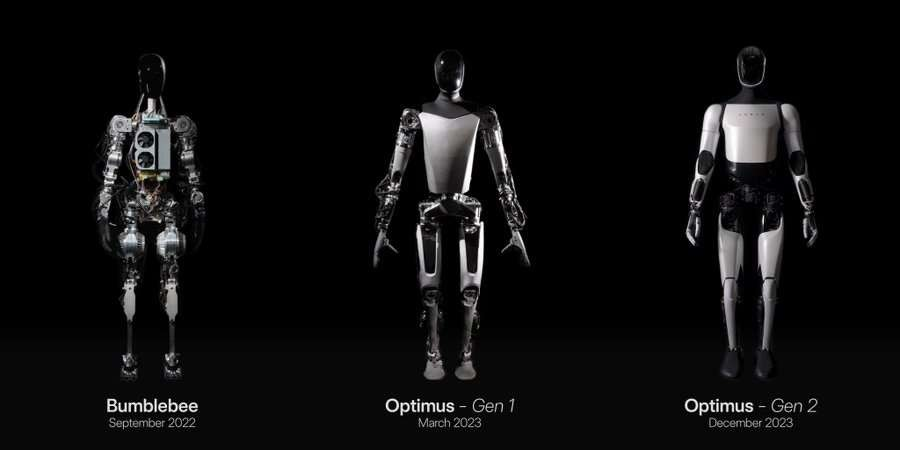 Bumblebee
September 2022
Optimus - Gen 1
March 2023
Optimus - Gen 2
December 2023